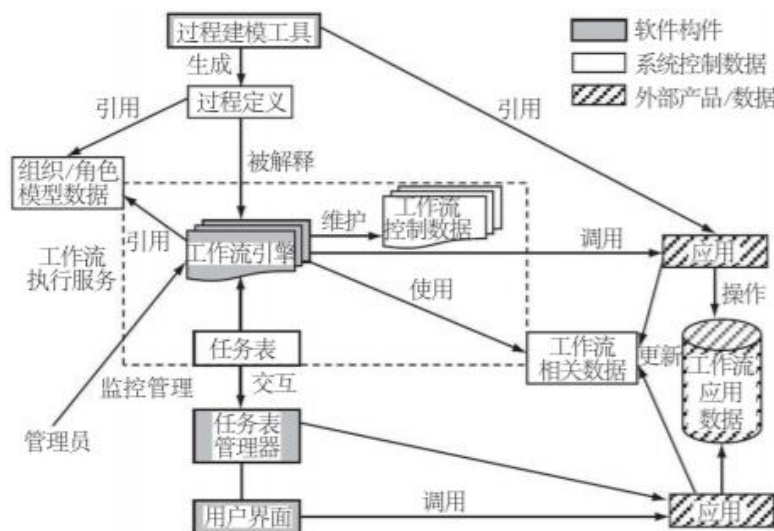 过程建模工具
软件构件
生成
系统控制数据
引用
过程定义
引用
外部产品/数据
组织/角色
模型数据
被解释
引用
工作流引擎
维护
工作流
控制数据
工作流
执行服务
调用
应用
使用
操作
任务表
工作流
相关数据
更新
工作流
应用
数据
监控管理
交互
管理员
任务表
管理器
用户界面
调用
应用